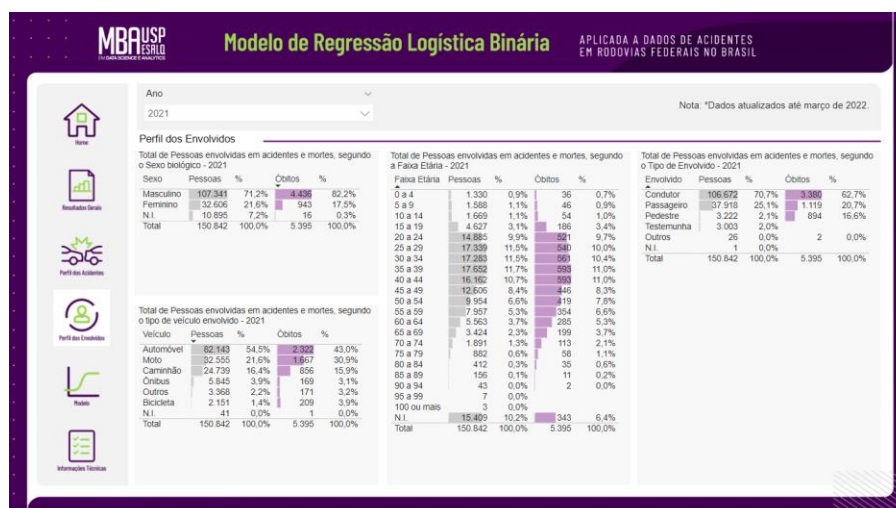 MBA USP ESALQ
EM DATA SCIENCE E ANALYTICS
Modelo de Regressão Logística Binária
APLICADA A DADOS DE ACIDENTES
EM RODOVIAS FEDERAIS NO BRASIL
Home
Resultados Gerais
Perfil dos Acidentes
Perfil dos Envolvidos
Modelo
Informações Técnicas
Ano
2021
Nota: *Dados atualizados até março de 2022.
Perfil dos Envolvidos
Total de Pessoas envolvidas em acidentes e mortes, segundo
o Sexo biológico - 2021
Sexo Pessoas % Óbitos %
Masculino 107.341 71,2% 4.436 82,2%
Feminino 32.606 21,6% 943 17,5%
N.I. 10.895 7,2% 16 0,3%
Total 150.842 100,0% 5.395 100,0%
Total de Pessoas envolvidas em acidentes e mortes, segundo
o tipo de veículo envolvido - 2021
Veículo Pessoas % Óbitos %
Automóvel 82.143 54,5% 2.322 43,0%
Moto 32.555 21,6% 1.667 30,9%
Caminhão 24.739 16,4% 856 15,9%
Ônibus 5.845 3,9% 169 3,1%
Outros 3.368 2,2% 171 3,2%
Bicicleta 2.151 1,4% 209 3,9%
N.I. 41 0,0% 1 0,0%
Total 150.842 100,0% 5.395 100,0%
Total de Pessoas envolvidas em acidentes e mortes, segundo
a Faixa Etária - 2021
Faixa Etária Pessoas % Óbitos %
0 a 4 1.330 0,9% 36 0,7%
5 a 9 1.588 1,1% 46 0,9%
10 a 14 1.669 1,1% 54 1,0%
15 a 19 4.627 3,1% 186 3,4%
20 a 24 14.885 9,9% 521 9,7%
25 a 29 17.339 11,5% 540 10,0%
30 a 34 17.283 11,5% 561 10,4%
35 a 39 17.652 11,7% 593 11,0%
40 a 44 16.162 10,7% 593 11,0%
45 a 49 12.606 8,4% 446 8,3%
50 a 54 9.954 6,6% 419 7,8%
55 a 59 7.957 5,3% 354 6,6%
60 a 64 5.563 3,7% 285 5,3%
65 a 69 3.424 2,3% 199 3,7%
70 a 74 1.891 1,3% 113 2,1%
75 a 79 882 0,6% 58 1,1%
80 a 84 412 0,3% 35 0,6%
85 a 89 156 0,1% 11 0,2%
90 a 94 43 0,0% 2 0,0%
95 a 99 7 0,0%
100 ou mais 3 0,0%
N.I. 15.409 10,2% 343 6,4%
Total 150.842 100,0% 5.395 100,0%
Total de Pessoas envolvidas em acidentes e mortes, segundo
o Tipo de Envolvido - 2021
Envolvido Pessoas % Óbitos %
Condutor 106.672 70,7% 3.380 62,7%
Passageiro 37.918 25,1% 1.119 20,7%
Pedestre 3.222 2,1% 894 16,6%
Testemunha 3.003 2,0%
Outros 26 0,0% 2 0,0%
N.I. 1 0,0%
Total 150.842 100,0% 5.395 100,0%